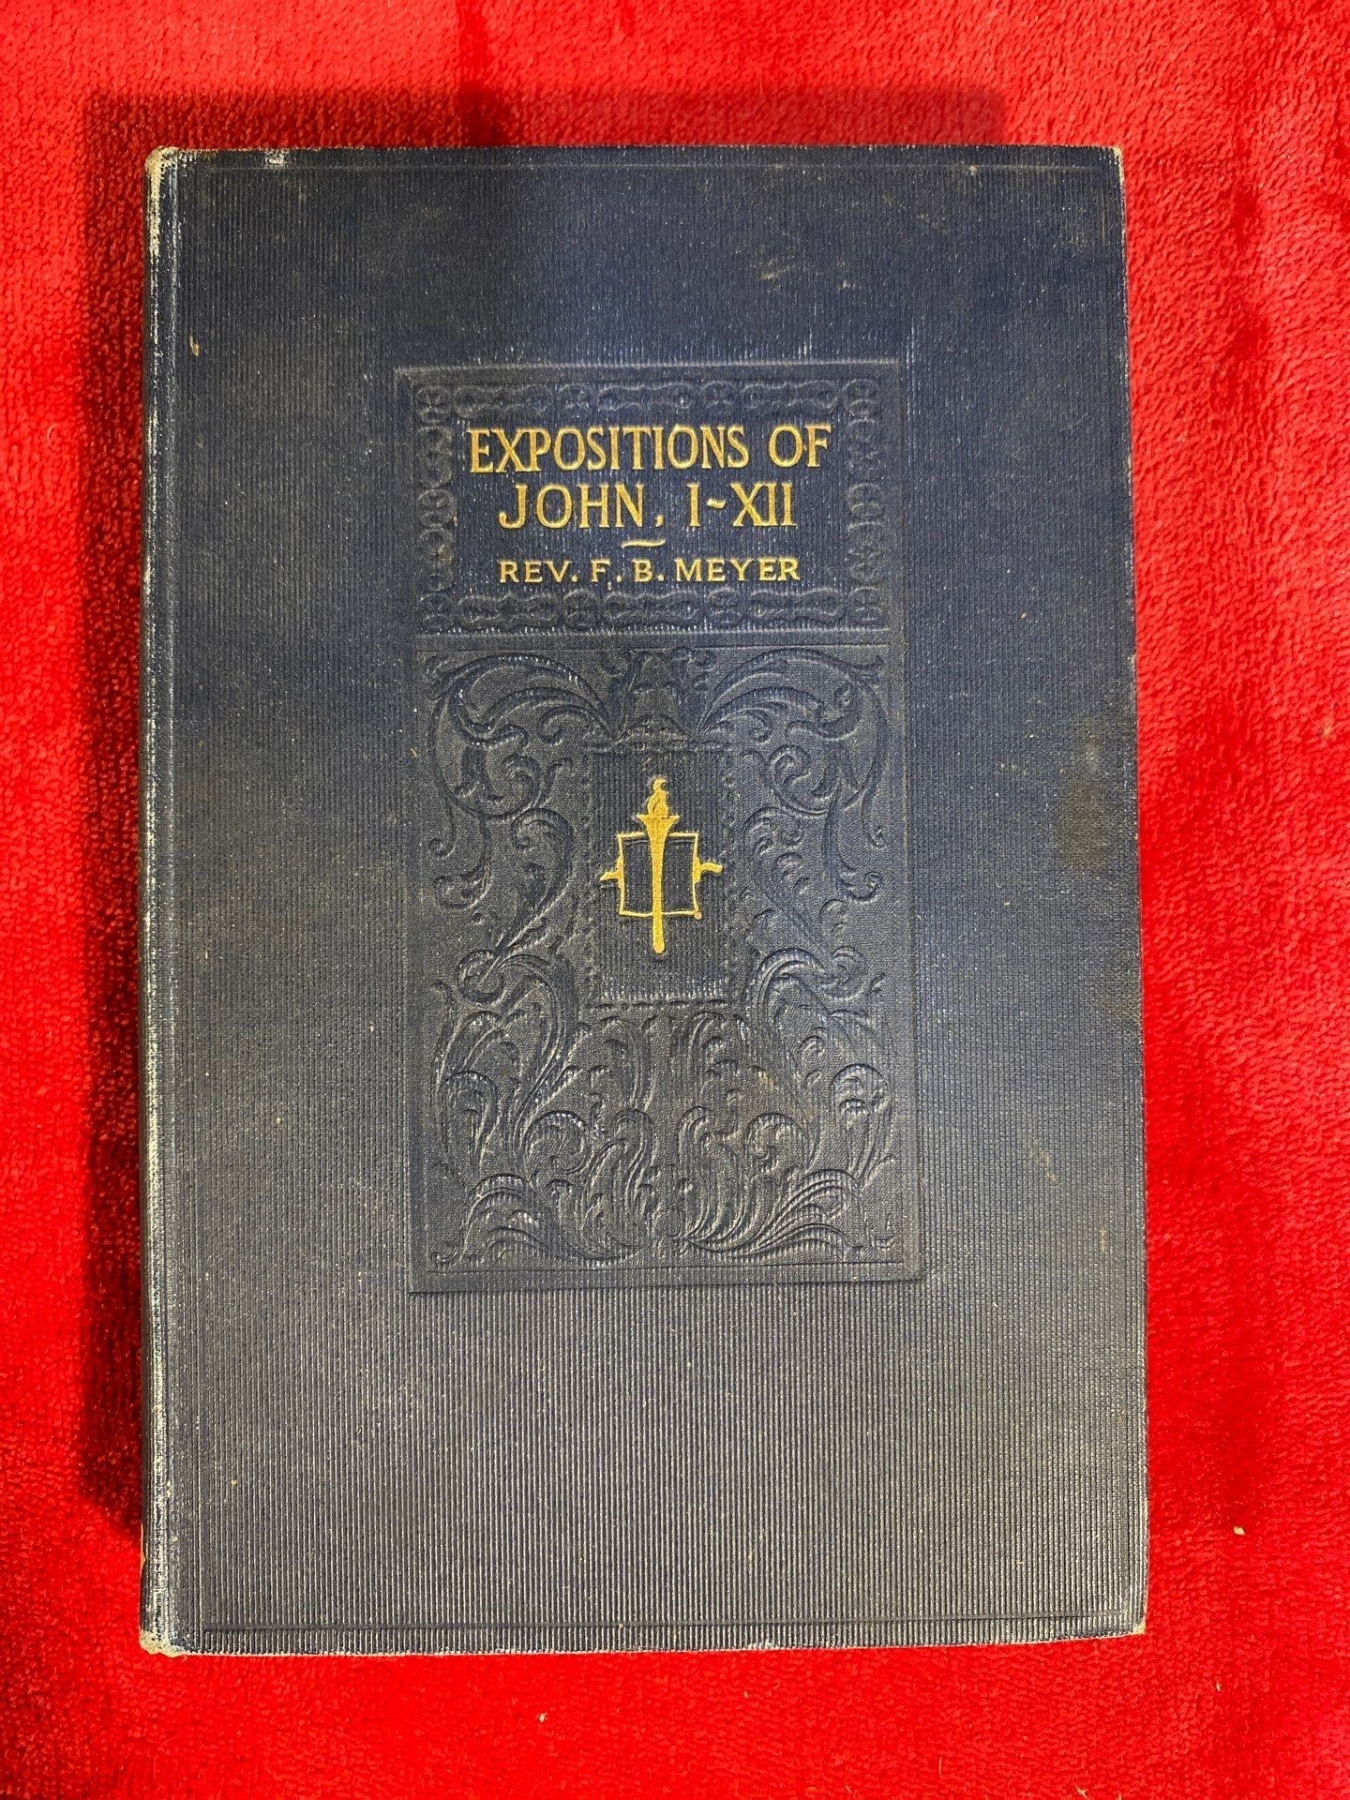 EXPOSITIONS OF
JOHN, I~XII
REV. F. B. MEYER